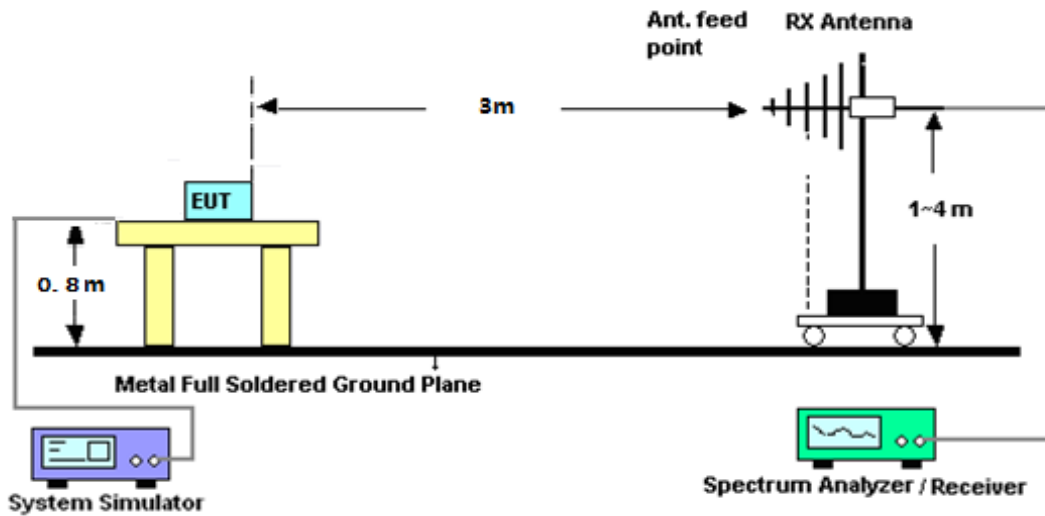 Ant. feed
point
RX Antenna
3m
EUT
1~4 m
0. 8 m
Metal Full Soldered Ground Plane
System Simulator
Spectrum Analyzer / Receiver